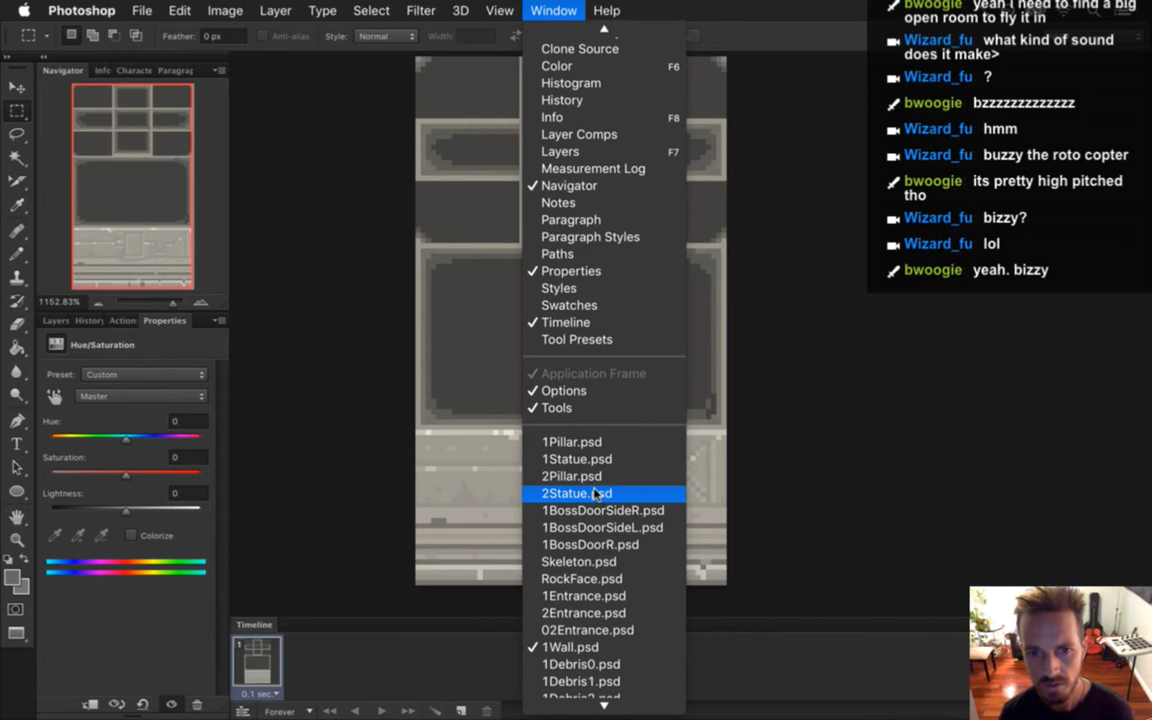 Photoshop File Edit Image Layer Type Select Filter 3D View Window Help
Feather: 0 px Anti-alias Style: Normal Width:
Navigator Info Characte Paragrap
1152.83%
Layers History Action Properties
Hue/Saturation
Preset: Custom
Master
Hue: 0
Saturation: 0
Lightness: 0
Colorize
Clone Source
Color F6
Histogram
History
Info F8
Layer Comps
Layers F7
Measurement Log
Navigator
Notes
Paragraph
Paragraph Styles
Paths
Properties
Styles
Swatches
Timeline
Tool Presets
Application Frame
Options
Tools
1Pillar.psd
1Statue.psd
2Pillar.psd
2Statue.psd
1BossDoorSideR.psd
1BossDoorSideL.psd
1BossDoorR.psd
Skeleton.psd
RockFace.psd
1Entrance.psd
2Entrance.psd
02Entrance.psd
1Wall.psd
1Debris0.psd
1Debris1.psd
Timeline
1
0.1 sec.
Forever
bwoogie yeah I need to find a big
open room to fly it in
Wizard_fu what kind of sound
does it make>
Wizard_fu ?
bwoogie bzzzzzzzzzzzzz
Wizard_fu hmm
Wizard_fu buzzy the roto copter
bwoogie its pretty high pitched
tho
Wizard_fu bizzy?
Wizard_fu lol
bwoogie yeah. bizzy